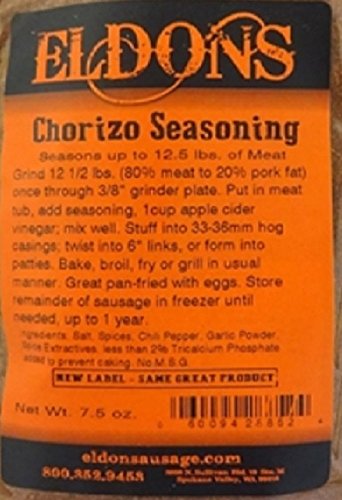 ELDONS
Chorizo Seasoning
Seasons up to 12.5 lbs. of Meat
Grind 12 1/2 lbs. (80% meat to 20% pork fat)
once through 3/8" grinder plate. Put in meat
tub, add seasoning, 1cup apple cider
vinegar; mix well. Stuff into 33-36mm hog
casings; twist into 6" links, or form into
patties. Bake, broil, fry or grill in usual
manner. Great pan-fried with eggs. Store
remainder of sausage in freezer until
needed, up to 1 year.
Ingredients: Salt, Spices, Chili Pepper, Garlic Powder,
Spice Extractives, less than 2% Tricalcium Phosphate
added to prevent caking. No M.S.G.
NEW LABEL - SAME GREAT PRODUCT
Net Wt. 7.5 oz.
eldonsausage.com
800.352.9453
Spokane Valley, WA